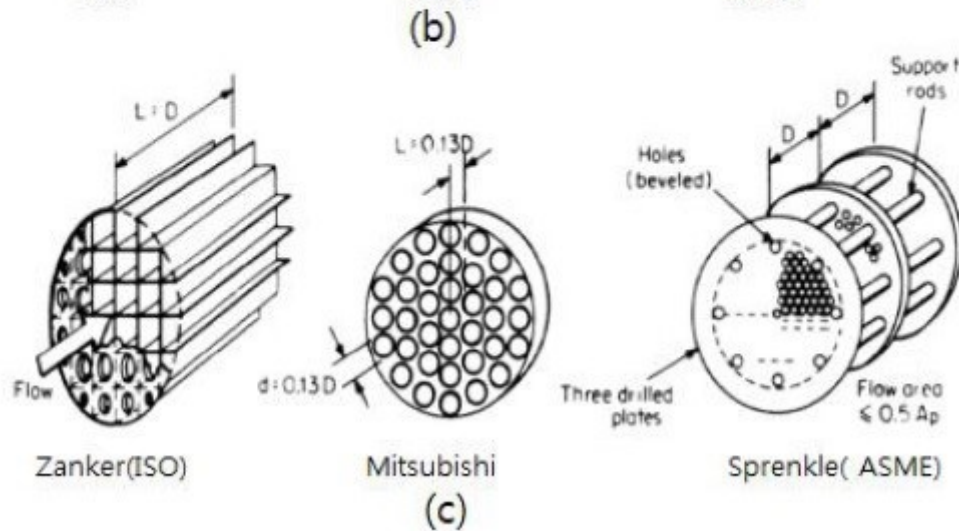 (b)
L = D
L = 0.13D
d = 0.13 D
Flow
D
D
Support
rods
Holes
(beveled)
Three drilled
plates
Flow area
≤ 0.5 Ap
Zanker(ISO)
Mitsubishi
Sprenkle( ASME)
(c)